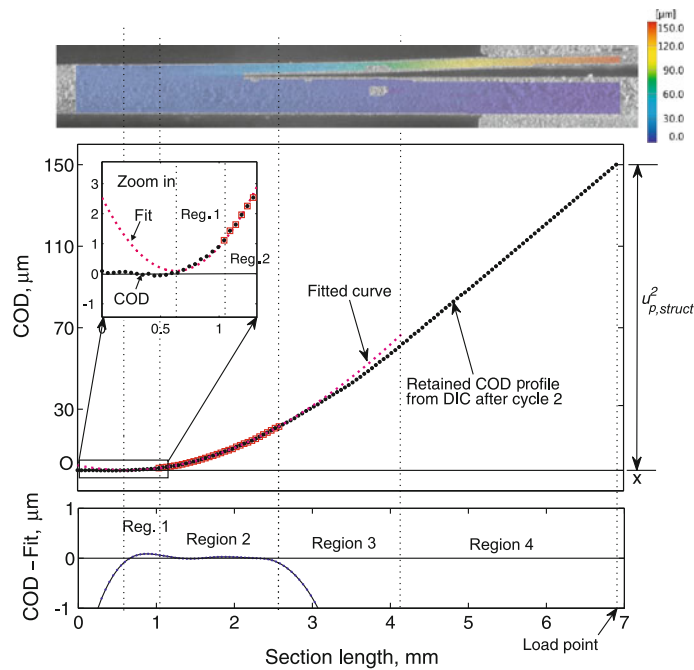 [μm]
150.0
120.0
90.0
60.0
30.0
0.0
150
110
70
30
O
COD, μm
Zoom in
3
2
1
0
-1
Fit
Reg. 1
Reg.2
COD
0
0.5
1
Fitted curve
Retained COD profile
from DIC after cycle 2
u²p,struct
x
1
0
-1
COD – Fit, μm
Reg. 1
Region 2
Region 3
Region 4
0 1 2 3 4 5 6 7
Section length, mm
Load point